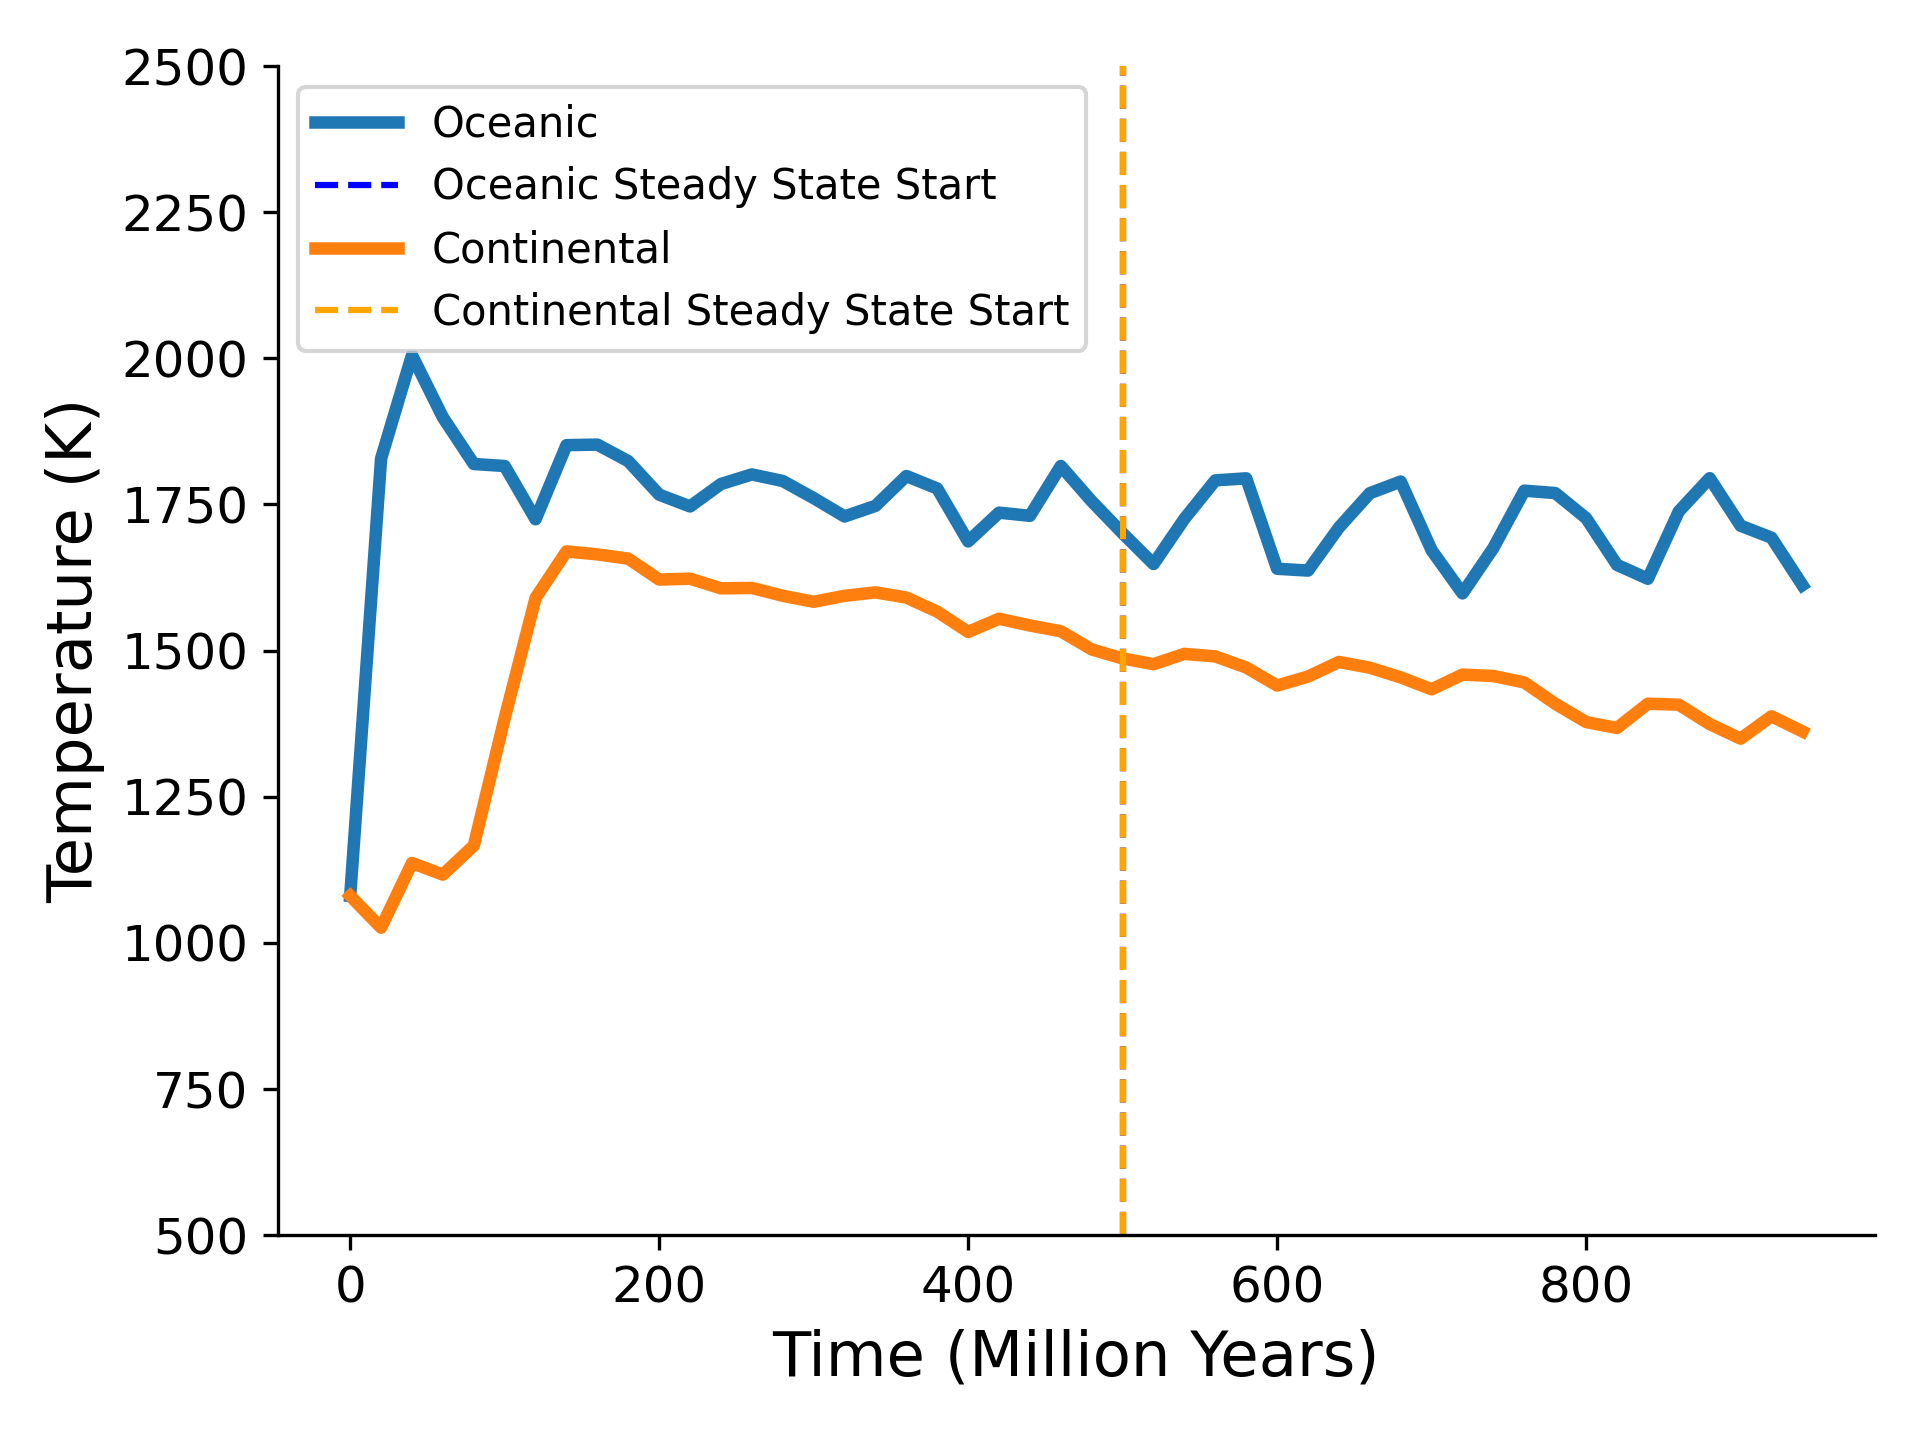 2500
2250
2000
1750
1500
1250
1000
750
500
Temperature (K)
Oceanic
Oceanic Steady State Start
Continental
Continental Steady State Start
0 200 400 600 800
Time (Million Years)